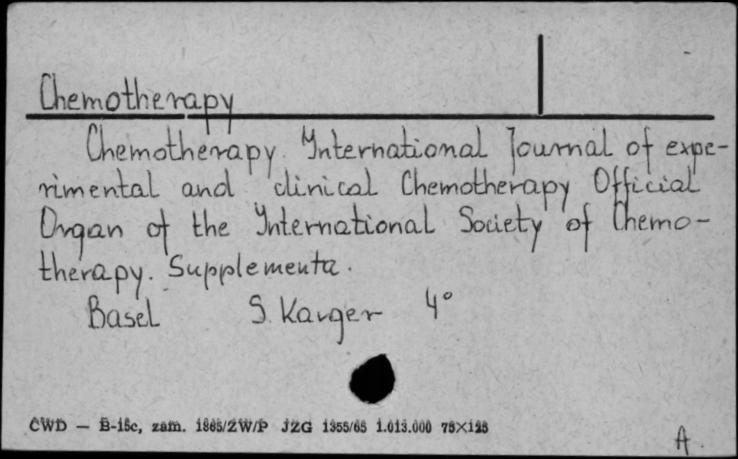 Chemotherapy
Chemotherapy. International Journal of expe-
rimental and clinical Chemotherapy Official
Organ of the International Society of Chemo-
therapy. Supplementa.
Basel S. Karger 4°
CWD — B-15c, zam. 1865/ZW/P JZG 1355/65 1.013.000 75×125
A